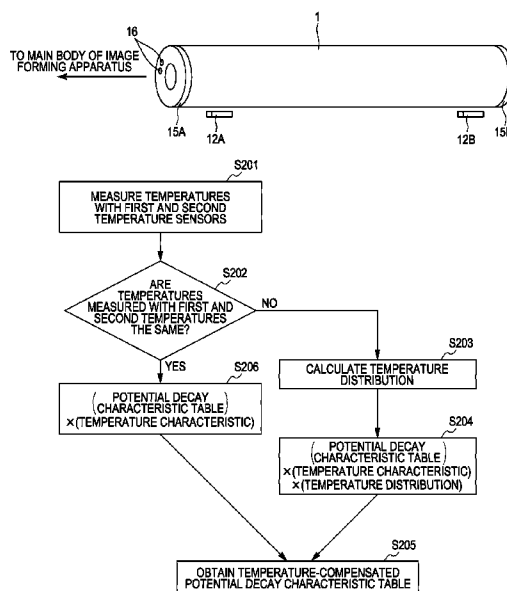 1
16
TO MAIN BODY OF IMAGE
FORMING APPARATUS
15A
12A
12B
S201
MEASURE TEMPERATURES
WITH FIRST AND SECOND
TEMPERATURE SENSORS
S202
ARE
TEMPERATURES
MEASURED WITH FIRST AND
SECOND TEMPERATURES
THE SAME?
NO
YES
S203
CALCULATE TEMPERATURE
DISTRIBUTION
S206
(POTENTIAL DECAY
CHARACTERISTIC TABLE)
×(TEMPERATURE CHARACTERISTIC)
S204
(POTENTIAL DECAY
CHARACTERISTIC TABLE)
×(TEMPERATURE CHARACTERISTIC)
×(TEMPERATURE DISTRIBUTION)
S205
OBTAIN TEMPERATURE-COMPENSATED
POTENTIAL DECAY CHARACTERISTIC TABLE